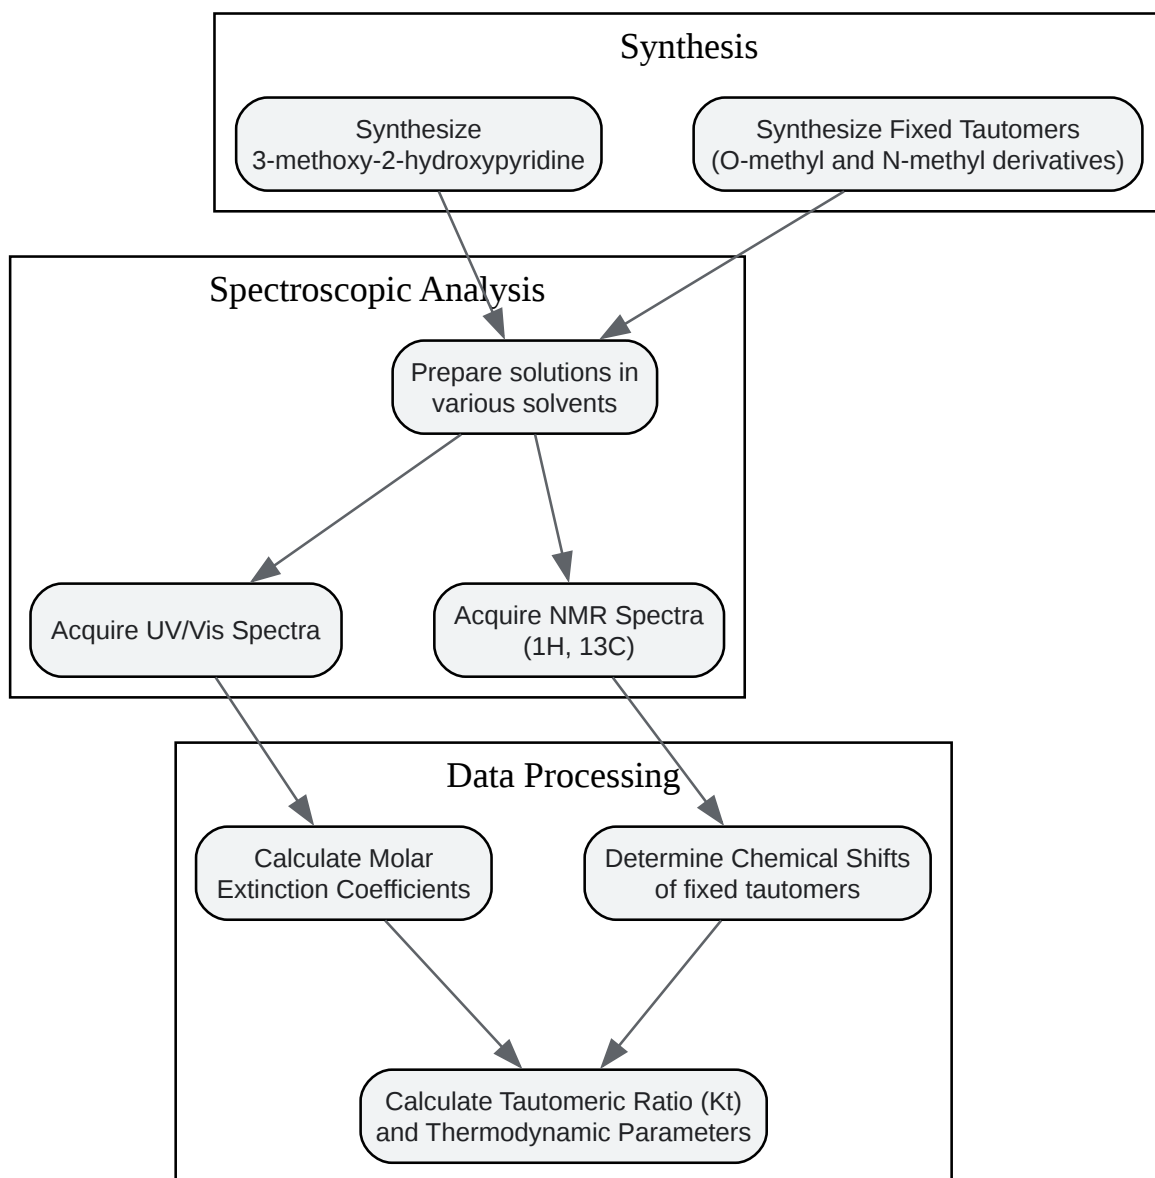 Synthesis
Synthesize
3-methoxy-2-hydroxypyridine
Synthesize Fixed Tautomers
(O-methyl and N-methyl derivatives)
Spectroscopic Analysis
Prepare solutions in
various solvents
Acquire UV/Vis Spectra
Acquire NMR Spectra
(1H, 13C)
Data Processing
Calculate Molar
Extinction Coefficients
Determine Chemical Shifts
of fixed tautomers
Calculate Tautomeric Ratio (Kt)
and Thermodynamic Parameters